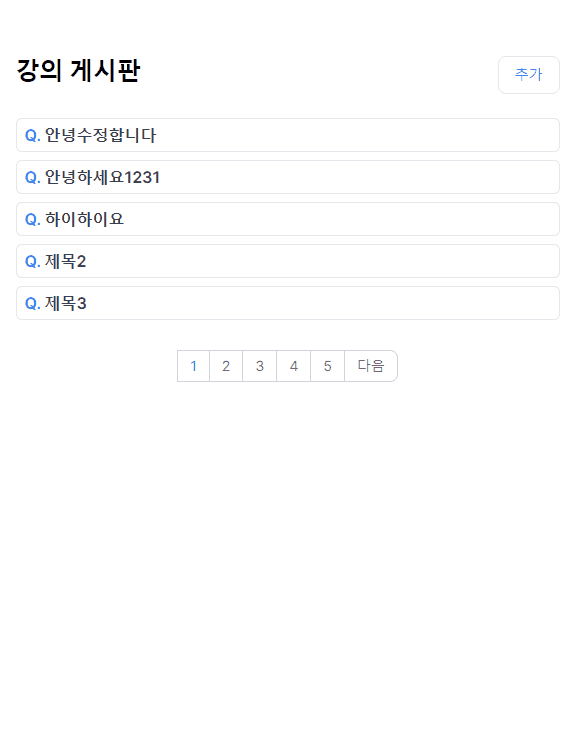 강의 게시판
추가
Q. 안녕수정합니다
Q. 안녕하세요1231
Q. 하이하이요
Q. 제목2
Q. 제목3
1 2 3 4 5 다음